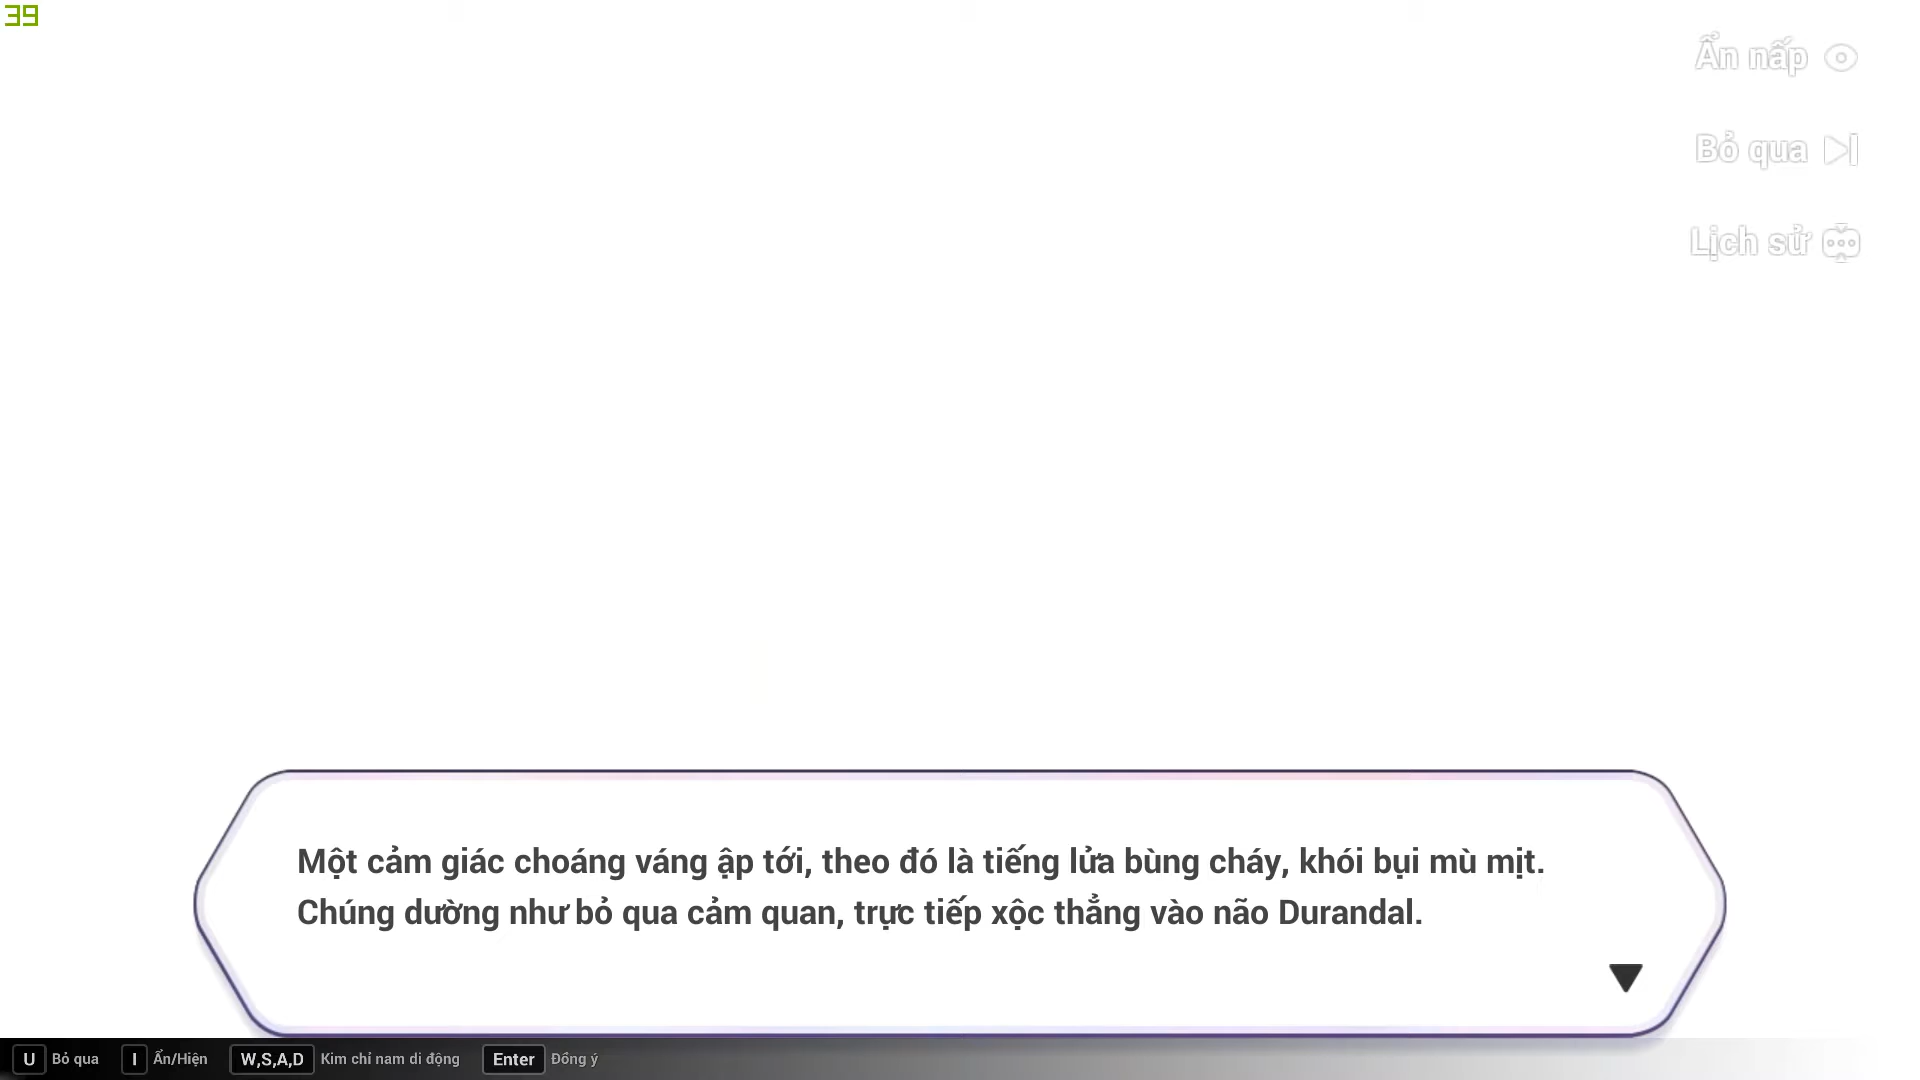 39
Ẩn nấp
Bỏ qua
Lịch sử
Một cảm giác choáng váng ập tới, theo đó là tiếng lửa bùng cháy, khói bụi mù mịt.
Chúng dường như bỏ qua cảm quan, trực tiếp xộc thẳng vào não Durandal.
U Bỏ qua I Ẩn/Hiện W,S,A,D Kim chỉ nam di động Enter Đồng ý